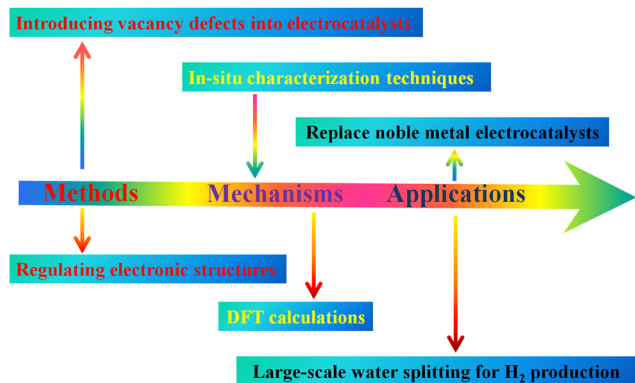 Introducing vacancy defects into electrocatalysts
In-situ characterization techniques
Replace noble metal electrocatalysts
Methods
Mechanisms
Applications
Regulating electronic structures
DFT calculations
Large-scale water splitting for H₂ production